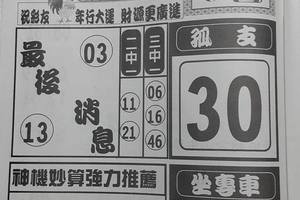 祝彩友 年行大運 財源更廣進
最後
消息
03
13
二中一
11
21
三中一
06
16
46
孤支
30
神機妙算強力推薦
坐專車